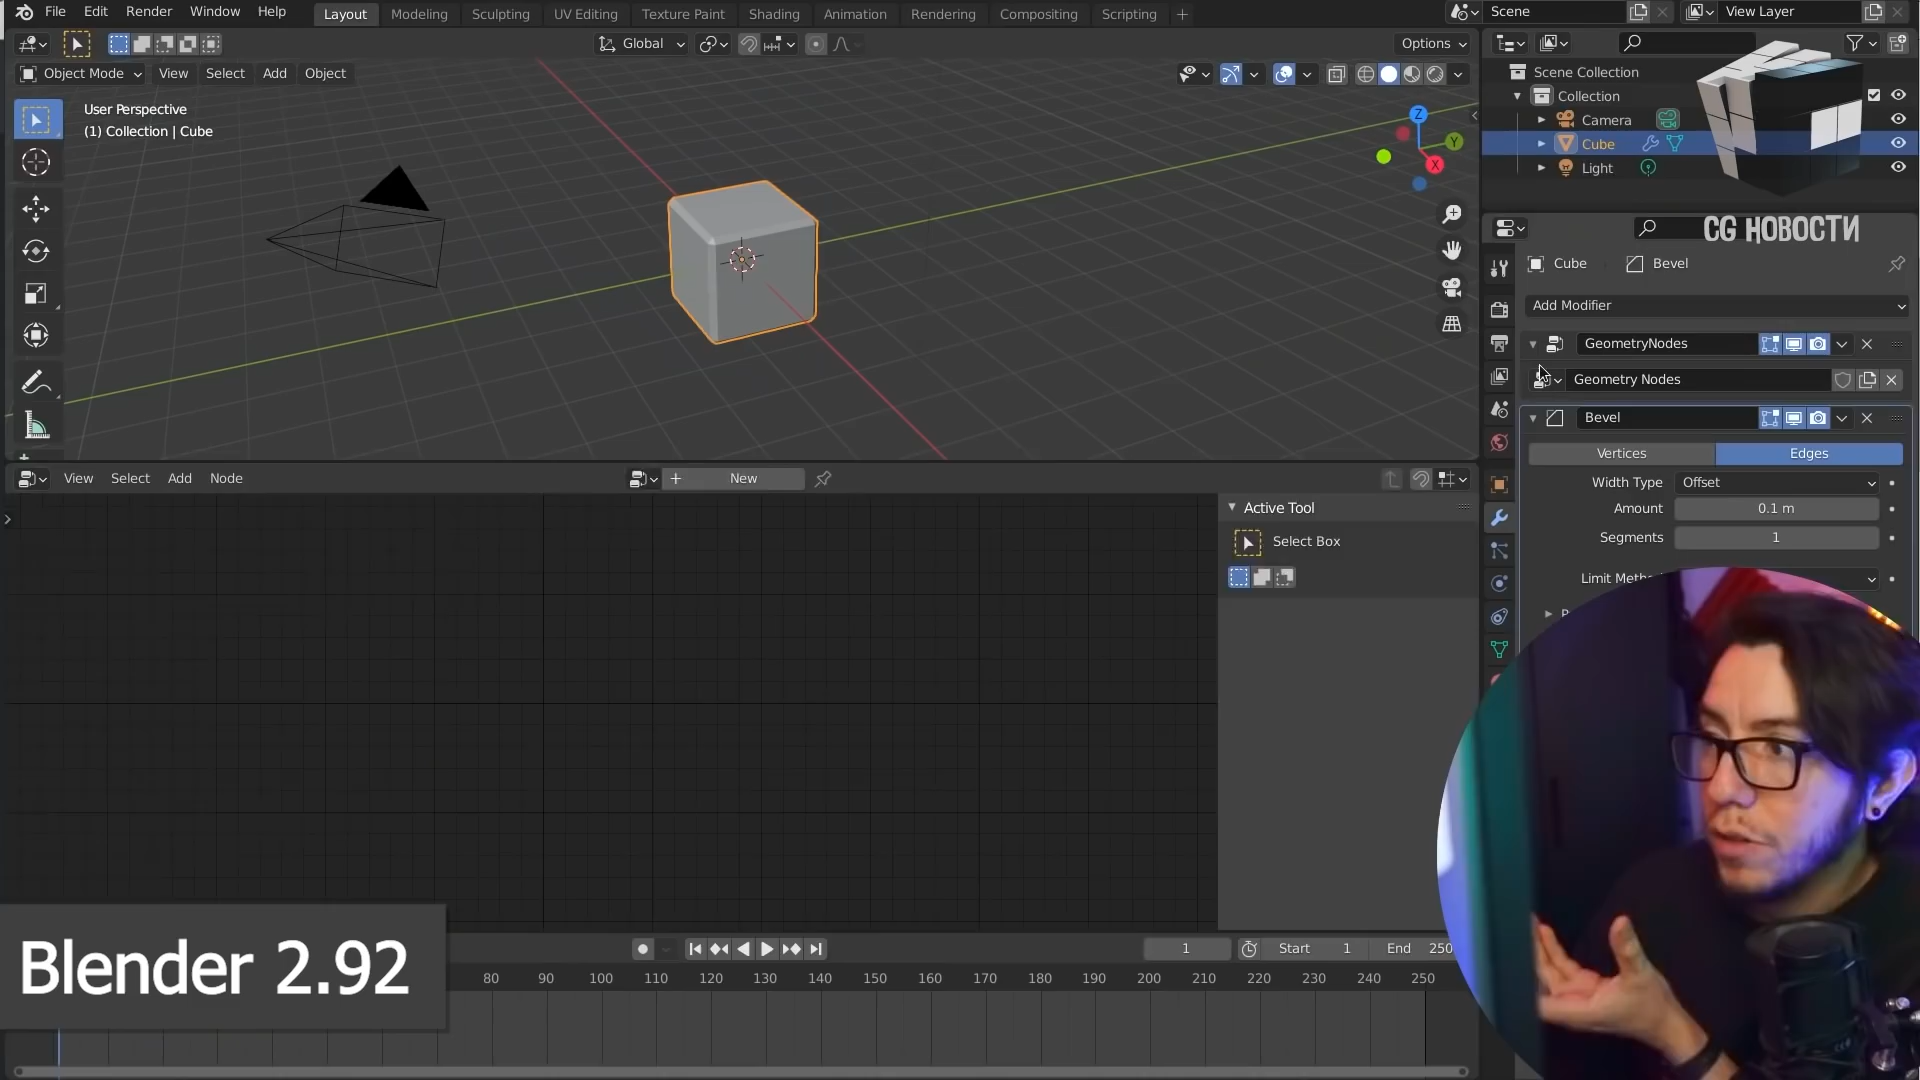 File Edit Render Window Help
Layout Modeling Sculpting UV Editing Texture Paint Shading Animation Rendering Compositing Scripting +
Scene
View Layer
Global
Options
Object Mode View Select Add Object
User Perspective
(1) Collection | Cube
Z
Y
X
Scene Collection
Collection
Camera
Cube
Light
CG НОВОСТИ
Cube
Bevel
Add Modifier
GeometryNodes
Geometry Nodes
Bevel
Vertices Edges
Width Type Offset
Amount 0.1 m
Segments 1
View Select Add Node
+ New
Active Tool
Select Box
Blender 2.92
1
Start 1
End 250
80 90 100 110 120 130 140 150 160 170 180 190 200 210 220 230 240 250